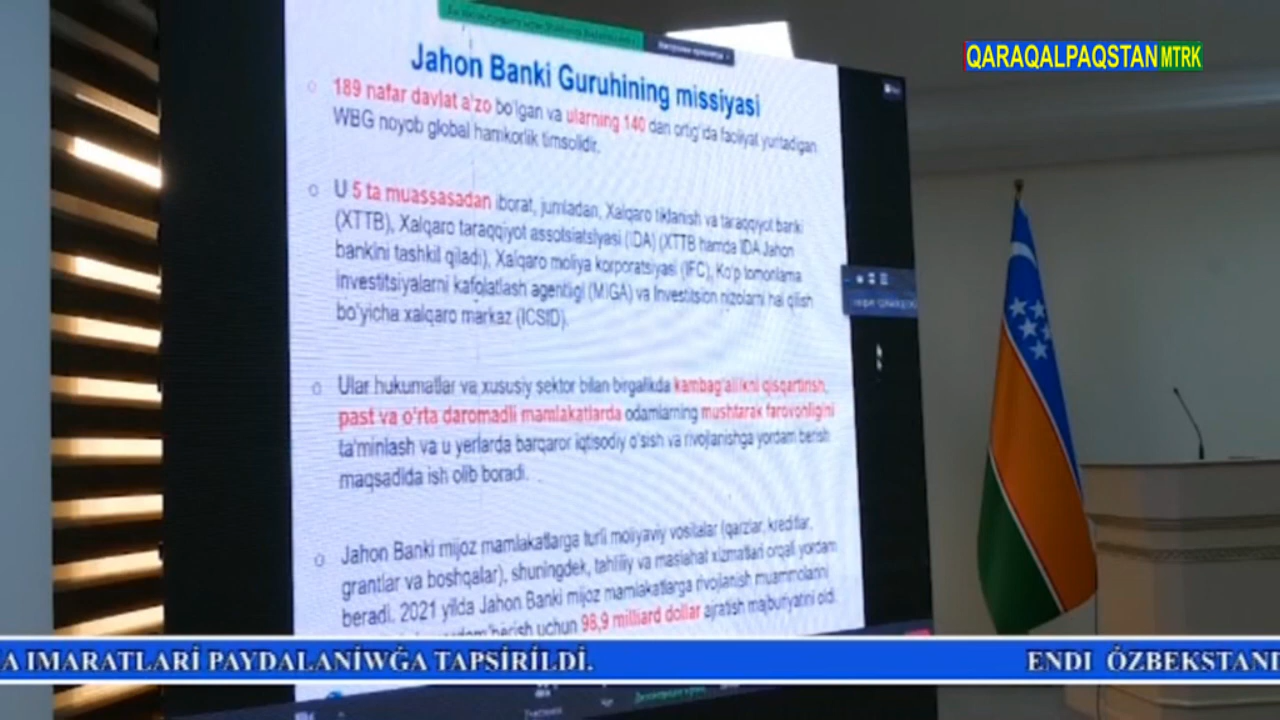 QARAQALPAQSTAN MTRK
Jahon Banki Guruhining missiyasi
189 nafar davlat a'zo bo'lgan va ularning 140 dan ortig'ida faoliyat yuritadigan
WBG noyob global hamkorlik timsolidir.
U 5 ta muassasadan iborat, jumladan, Xalqaro tiklanish va taraqqiyot banki
(XTTB), Xalqaro taraqqiyot assotsiatsiyasi (IDA) (XTTB hamda IDA Jahon
bankini tashkil qiladi), Xalqaro moliya korporatsiyasi (IFC), Ko'p tomonlama
investitsiyalarni kafolatlash agentligi (MIGA) va Investitsion nizolarni hal qilish
bo'yicha xalqaro markaz (ICSID).
Ular hukumatlar va xususiy sektor bilan birgalikda kambag'allikni qisqartirish,
past va o'rta daromadli mamlakatlarda odamlarning mushtarak farovonligini
ta'minlash va u yerlarda barqaror iqtisodiy o'sish va rivojlanishga yordam berish
maqsadida ish olib boradi.
Jahon Banki mijoz mamlakatlarga turli moliyaviy vositalar (qarzlar, kreditlar,
grantlar va boshqalar), shuningdek, tahliliy va maslahat xizmatlari orqali yordam
beradi. 2021 yilda Jahon Banki mijoz mamlakatlarga rivojlanish muammolarini
berish uchun 98,9 milliard dollar ajratish majburiyatini oldi.
A IMARATLARİ PAYDALANİWǴA TAPSİRİLDİ. ENDI ÓZBEKSTAND